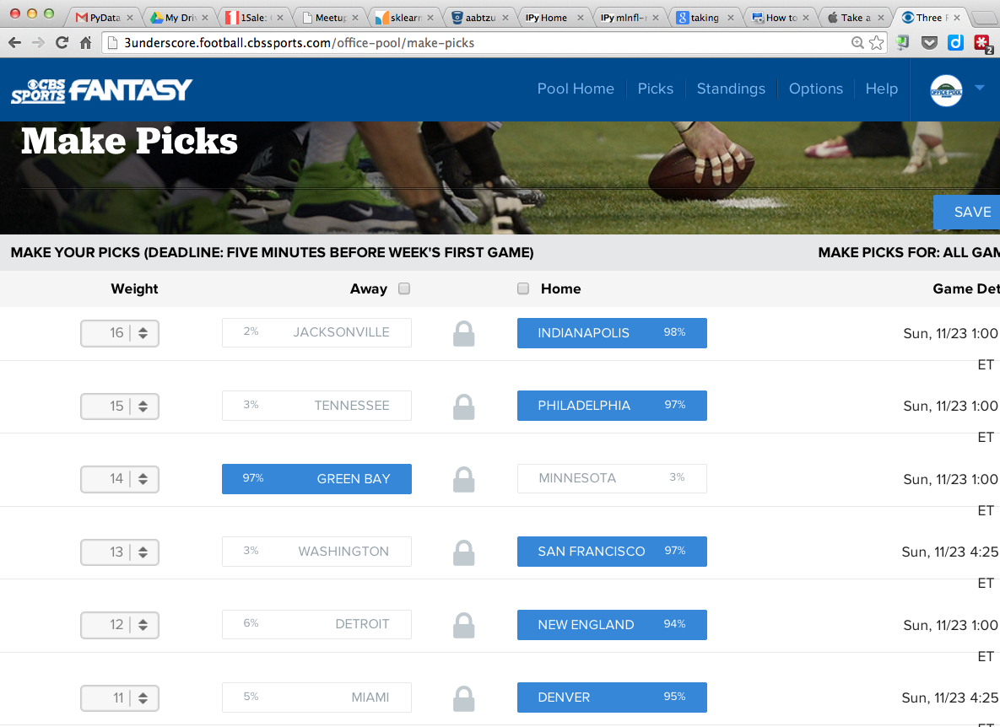 PyData My Dri 1Sale: Meetup sklearn aabtzu IPy Home IPy mlnfl- taking How to Take a Three
3underscore.football.cbssports.com/office-pool/make-picks
2
CBS SPORTS FANTASY Pool Home Picks Standings Options Help OFFICE POOL
Make Picks
SAVE
MAKE YOUR PICKS (DEADLINE: FIVE MINUTES BEFORE WEEK'S FIRST GAME) MAKE PICKS FOR: ALL GAM
Weight Away Home Game Det
16 2% JACKSONVILLE INDIANAPOLIS 98% Sun, 11/23 1:00
ET
15 3% TENNESSEE PHILADELPHIA 97% Sun, 11/23 1:00
ET
14 97% GREEN BAY MINNESOTA 3% Sun, 11/23 1:00
ET
13 3% WASHINGTON SAN FRANCISCO 97% Sun, 11/23 4:25
ET
12 6% DETROIT NEW ENGLAND 94% Sun, 11/23 1:00
ET
11 5% MIAMI DENVER 95% Sun, 11/23 4:25
ET